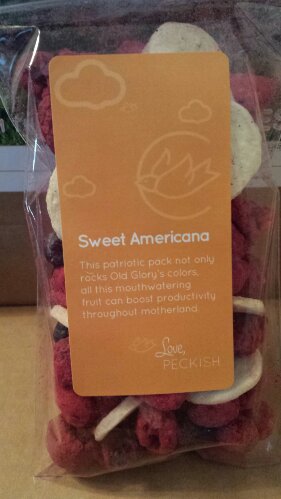 Sweet Americana
This patriotic pack not only
rocks Old Glory's colors,
all this mouthwatering
fruit can boost productivity
throughout motherland.
Love,
PECKISH